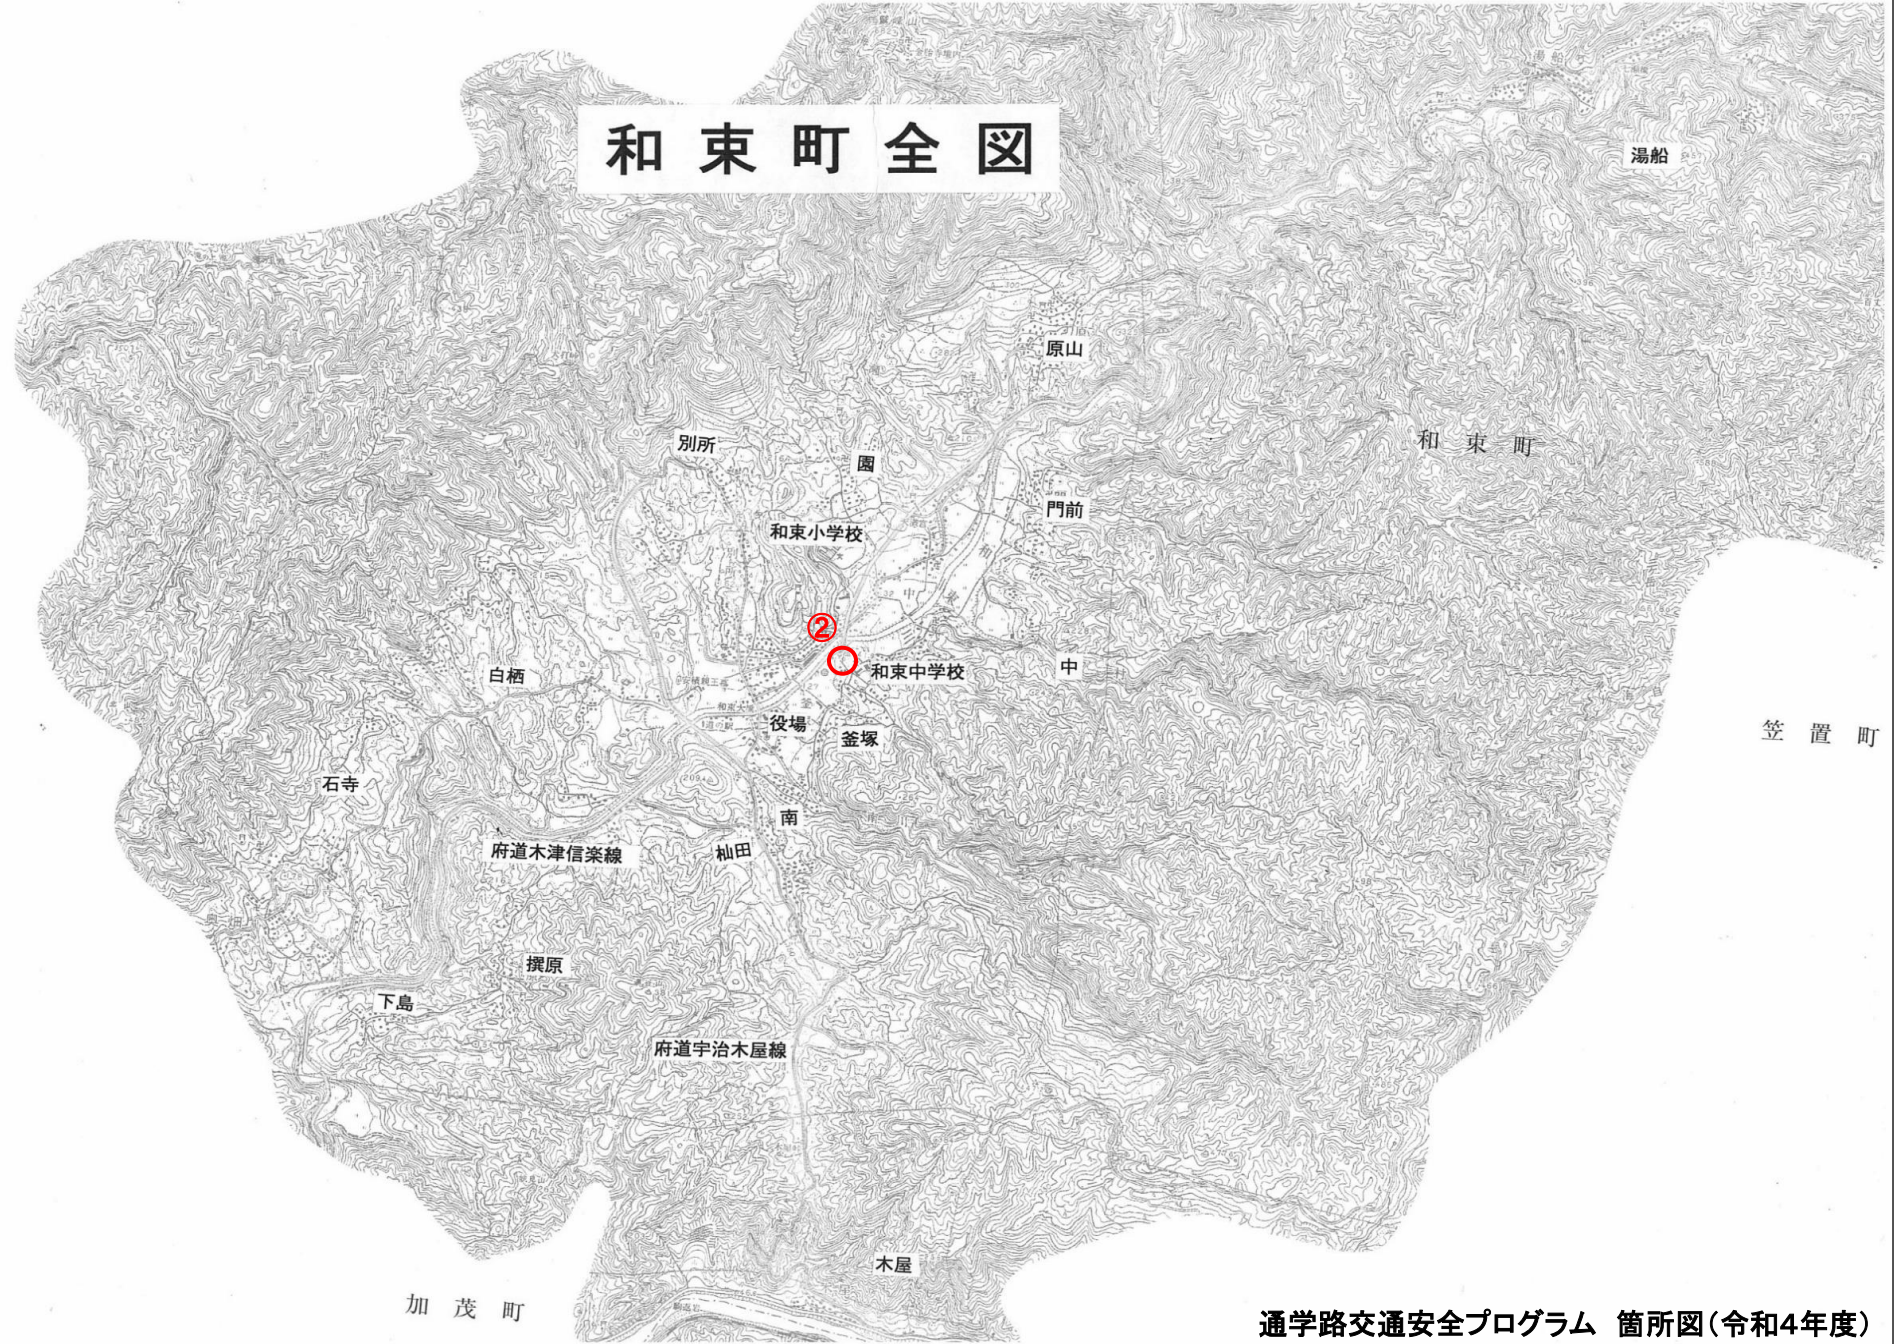 和束町全図
湯船
湯船
原山
和束町
別所
園
門前
和束小学校
中
②
和束中学校
中
白栖
役場
釜塚
笠置町
石寺
南
府道木津信楽線
杣田
撰原
下島
府道宇治木屋線
木屋
加茂町
通学路交通安全プログラム 箇所図(令和4年度)